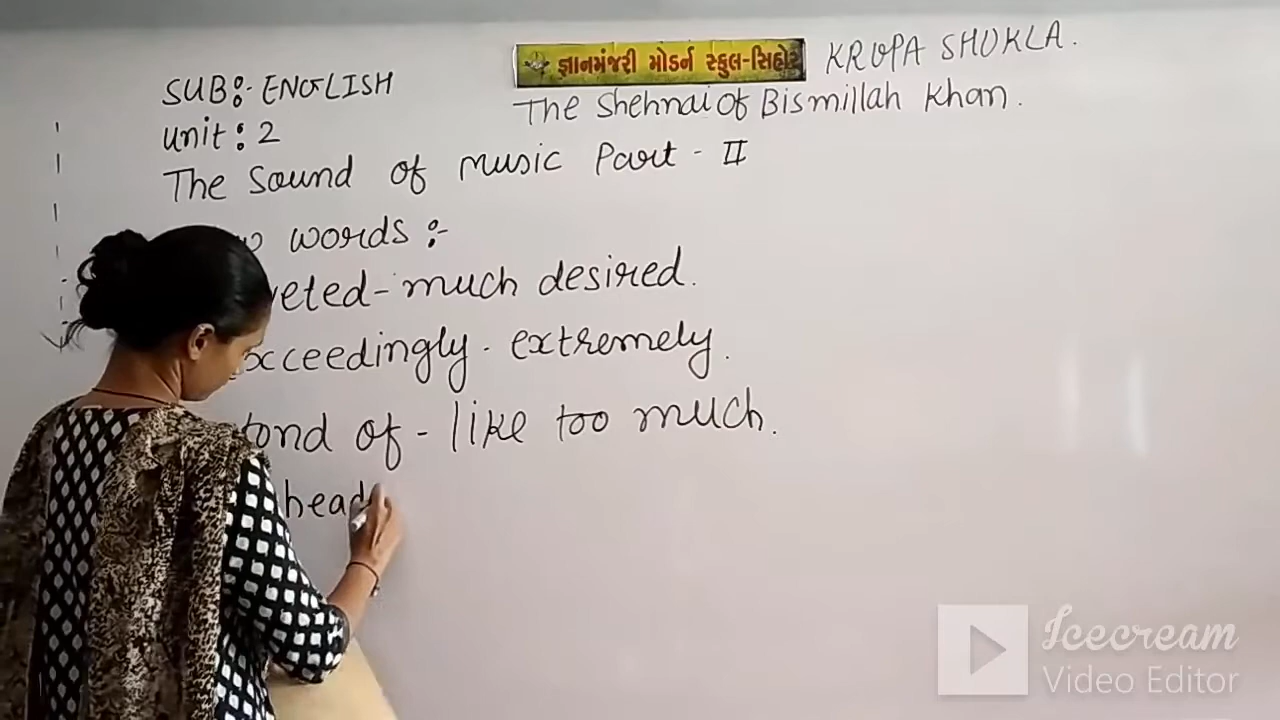 જ્ઞાનમંજરી મોડર્ન સ્કુલ-સિહોર
KRUPA SHUKLA.
SUB:- ENGLISH
The Shehnai of Bismillah Khan.
Unit: 2
The Sound of music Part - II
words :-
veted - much desired.
xceedingly - extremely.
fond of - like too much.
head
Icecream
Video Editor